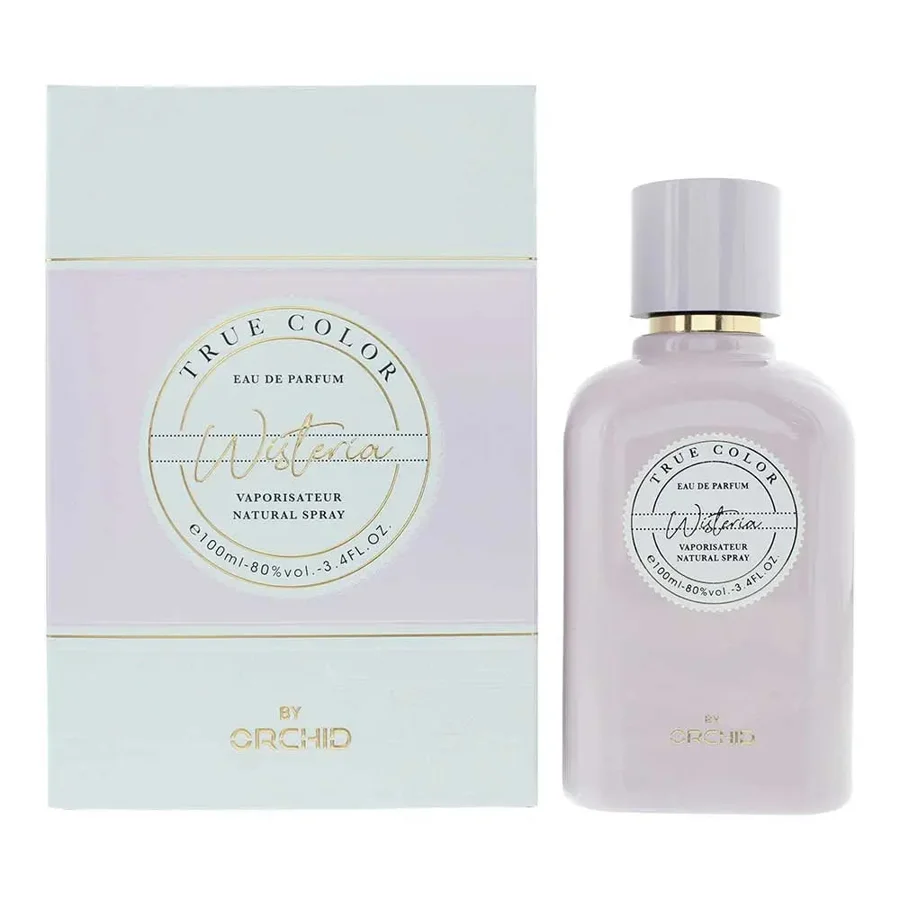 TRUE COLOR
EAU DE PARFUM
Wisteria
VAPORISATEUR
NATURAL SPRAY
e100ml-80%vol.-3.4FL.OZ.
BY
ORCHID
TRUE COLOR
EAU DE PARFUM
Wisteria
VAPORISATEUR
NATURAL SPRAY
e100ml-80%vol.-3.4FL.OZ.
BY
ORCHID